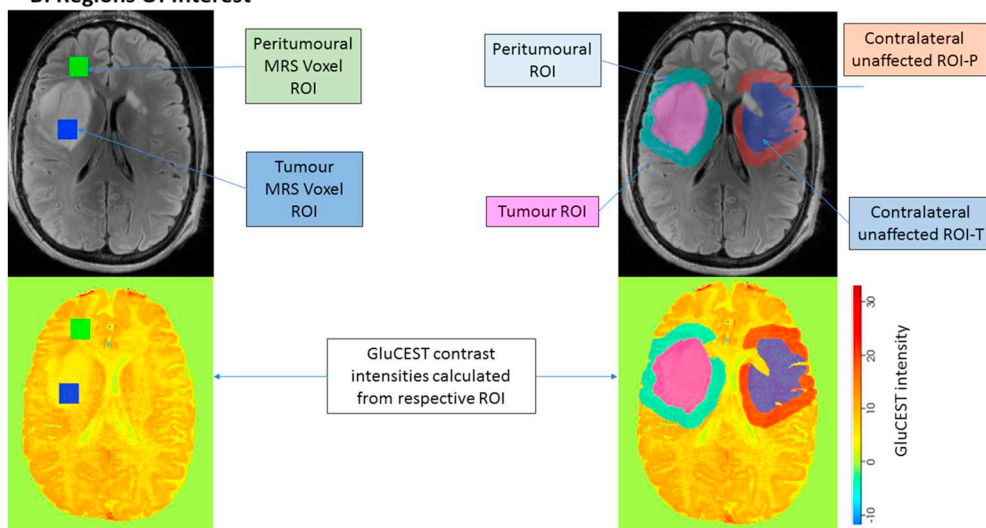 B. Regions Of Interest
Peritumoural
MRS Voxel
ROI
Tumour
MRS Voxel
ROI
Peritumoural
ROI
Contralateral
unaffected ROI-P
Tumour ROI
Contralateral
unaffected ROI-T
GluCEST contrast
intensities calculated
from respective ROI
30
20
10
0
-10
GluCEST intensity